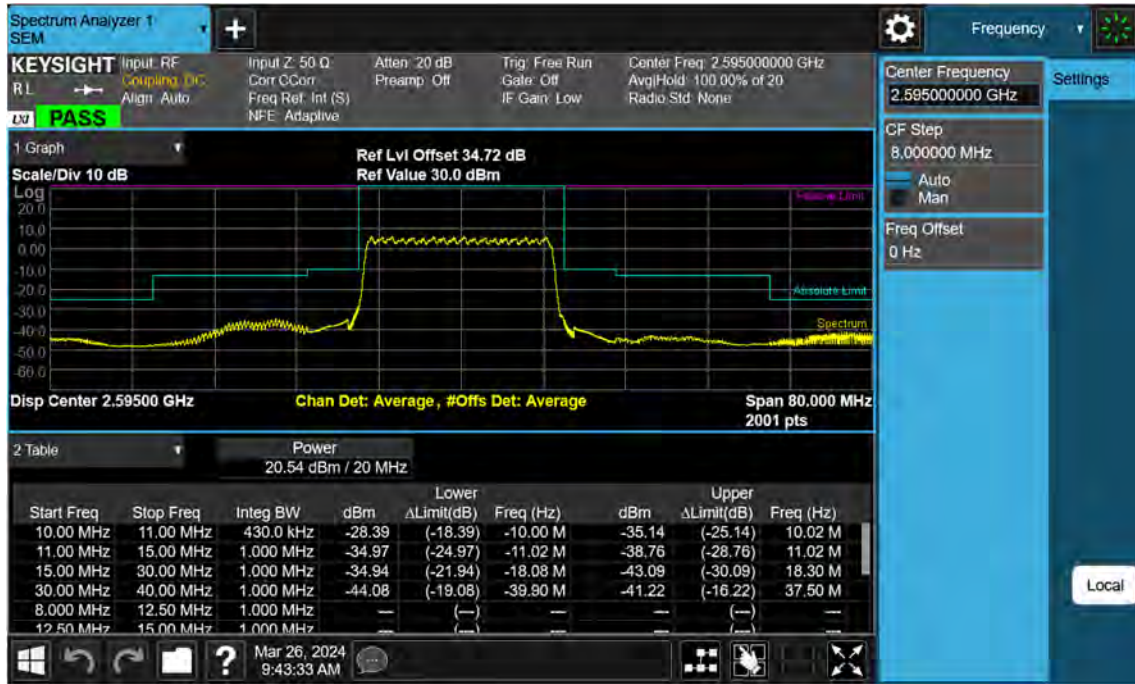 Spectrum Analyzer 1
SEM
Frequency
KEYSIGHT
RL
LXI
PASS
Input: RF
Coupling: DC
Align: Auto
Input Z: 50 Ω
Corr CCorr
Freq Ref: Int (S)
NFE: Adaptive
Atten: 20 dB
Preamp: Off
Trig: Free Run
Gate: Off
IF Gain: Low
Center Freq: 2.595000000 GHz
Avg|Hold: 100.00% of 20
Radio Std: None
Center Frequency
2.595000000 GHz
Settings
CF Step
8.000000 MHz
Auto
Man
Freq Offset
0 Hz
Local
1 Graph
Scale/Div 10 dB
Ref Lvl Offset 34.72 dB
Ref Value 30.0 dBm
Log
20.0
10.0
0.00
-10.0
-20.0
-30.0
-40.0
-50.0
-60.0
Relative Limit
Absolute Limit
Spectrum
Disp Center 2.59500 GHz
Chan Det: Average, #Offs Det: Average
Span 80.000 MHz
2001 pts
2 Table
Power
20.54 dBm / 20 MHz
Lower Upper
Start Freq Stop Freq Integ BW dBm ΔLimit(dB) Freq (Hz) dBm ΔLimit(dB) Freq (Hz)
10.00 MHz 11.00 MHz 430.0 kHz -28.39 (-18.39) -10.00 M -35.14 (-25.14) 10.02 M
11.00 MHz 15.00 MHz 1.000 MHz -34.97 (-24.97) -11.02 M -38.76 (-28.76) 11.02 M
15.00 MHz 30.00 MHz 1.000 MHz -34.94 (-21.94) -18.08 M -43.09 (-30.09) 18.30 M
30.00 MHz 40.00 MHz 1.000 MHz -44.08 (-19.08) -39.90 M -41.22 (-16.22) 37.50 M
8.000 MHz 12.50 MHz 1.000 MHz --- (---) --- --- (---) ---
12.50 MHz 15.00 MHz 1.000 MHz --- (---) --- --- (---) ---
?
Mar 26, 2024
9:43:33 AM